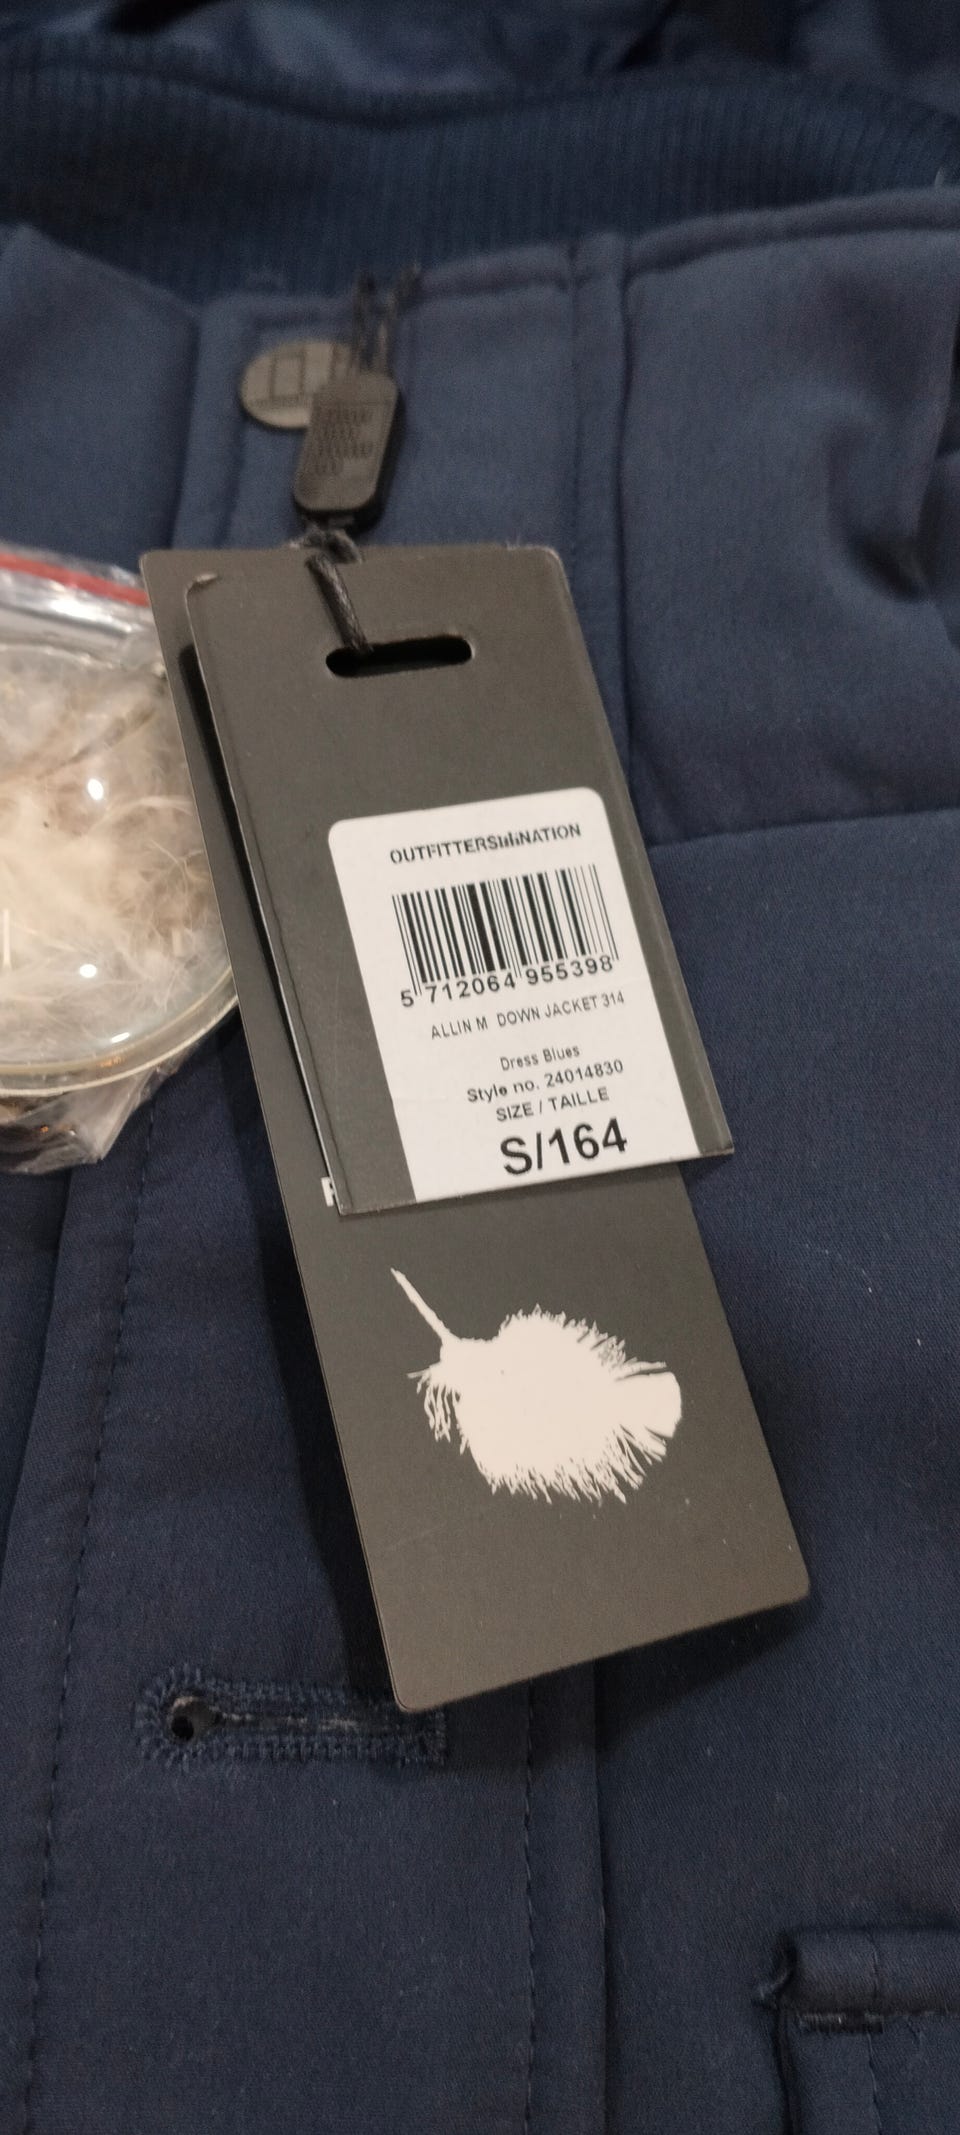 OUTFITTERS NATION
5 712064 955398
ALLIN M DOWN JACKET 314
Dress Blues
Style no. 24014830
SIZE / TAILLE
S/164